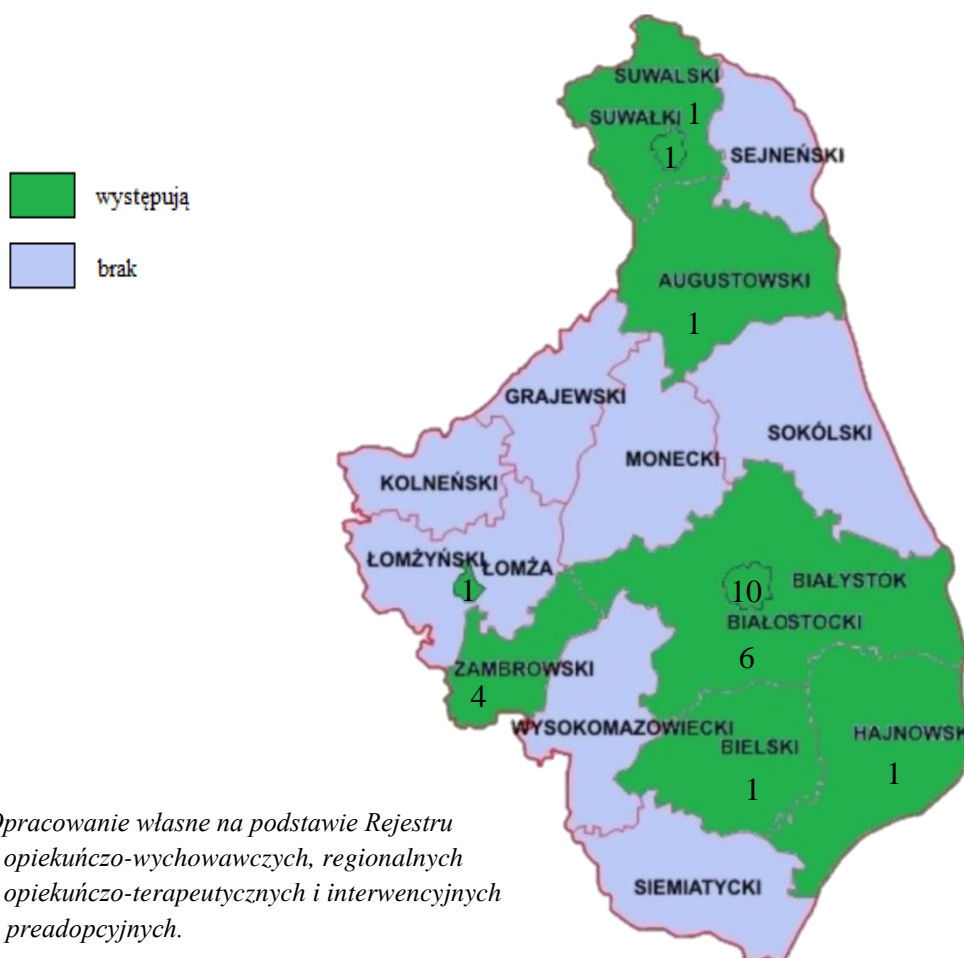 SUWALSKI
SUWAŁKI 1
1
SEJNEŃSKI
występują
brak
AUGUSTOWSKI
1
GRAJEWSKI
SOKÓLSKI
MONECKI
KOLNEŃSKI
ŁOMŻYŃSKI
ŁOMŻA
1
BIAŁYSTOK
10
BIAŁOSTOCKI
6
ZAMBROWSKI
4
WYSOKOMAZOWIECKI
BIELSKI
1
HAJNOWSK
1
Opracowanie własne na podstawie Rejestru
opiekuńczo-wychowawczych, regionalnych
opiekuńczo-terapeutycznych i interwencyjnych
preadopcyjnych.
SIEMIATYCKI